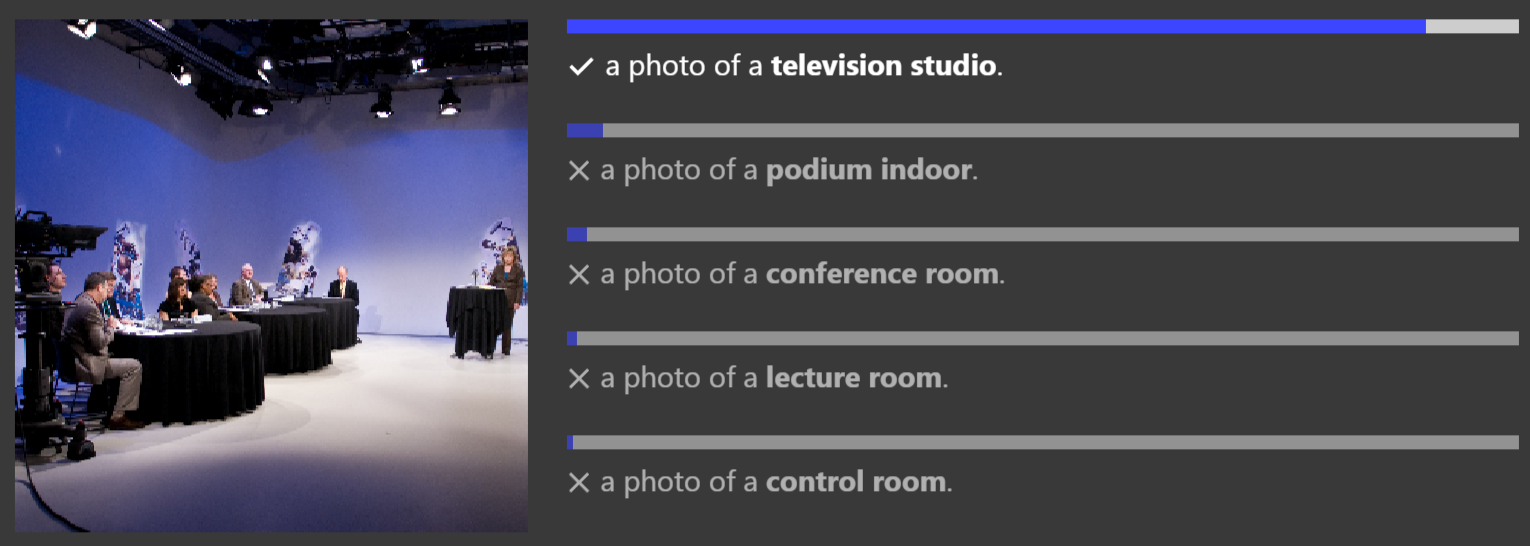 ✓ a photo of a television studio.
× a photo of a podium indoor.
× a photo of a conference room.
× a photo of a lecture room.
× a photo of a control room.